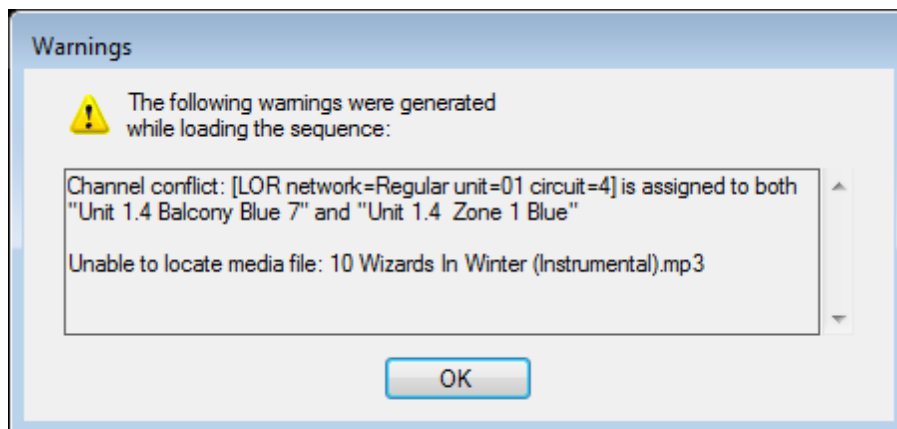 Warnings
The following warnings were generated
while loading the sequence:
Channel conflict: [LOR network=Regular unit=01 circuit=4] is assigned to both
"Unit 1.4 Balcony Blue 7" and "Unit 1.4  Zone 1 Blue"
Unable to locate media file: 10 Wizards In Winter (Instrumental).mp3
OK